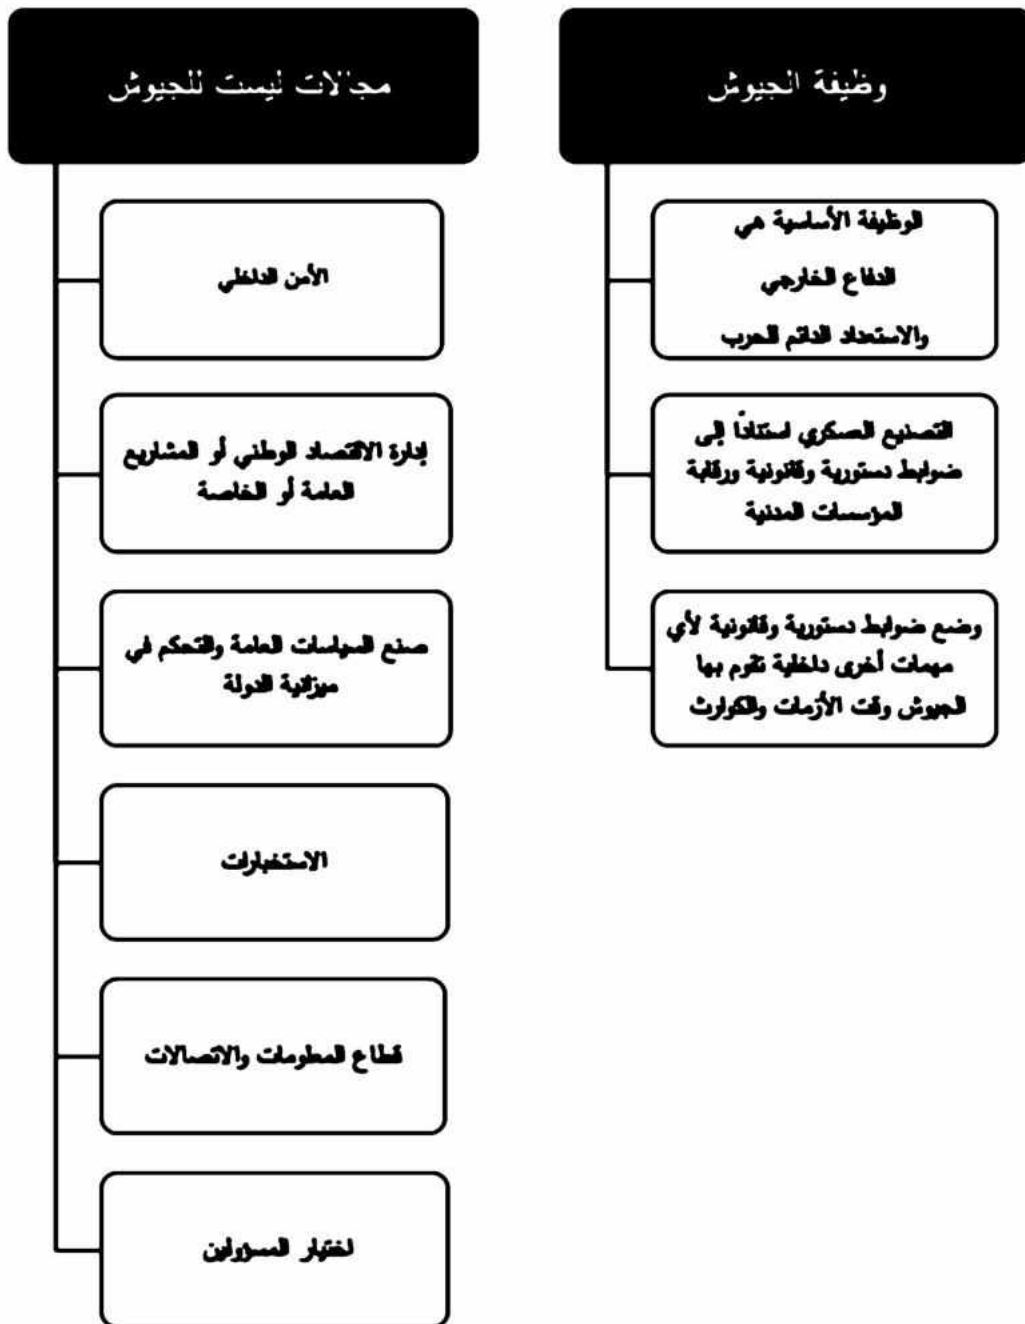 وظيفة الجيوش
الوظيفة الأساسية هي
الدفاع الخارجي
والاستعداد الدائم للحرب
التصنيع العسكري استنادًا إلى
ضوابط دستورية وقانونية ورقابة
المؤسسات المدنية
وضع ضوابط دستورية وقانونية لأي
مهمات أخرى داخلية تقوم بها
الجيوش وقت الأزمات والكوارث
مجالات ليست للجيوش
الأمن الداخلي
إدارة الاقتصاد الوطني أو المشاريع
العامة أو الخاصة
صنع السياسات العامة والتحكم في
ميزانية الدولة
الاستخبارات
قطاع المعلومات والاتصالات
اختيار المسؤولين